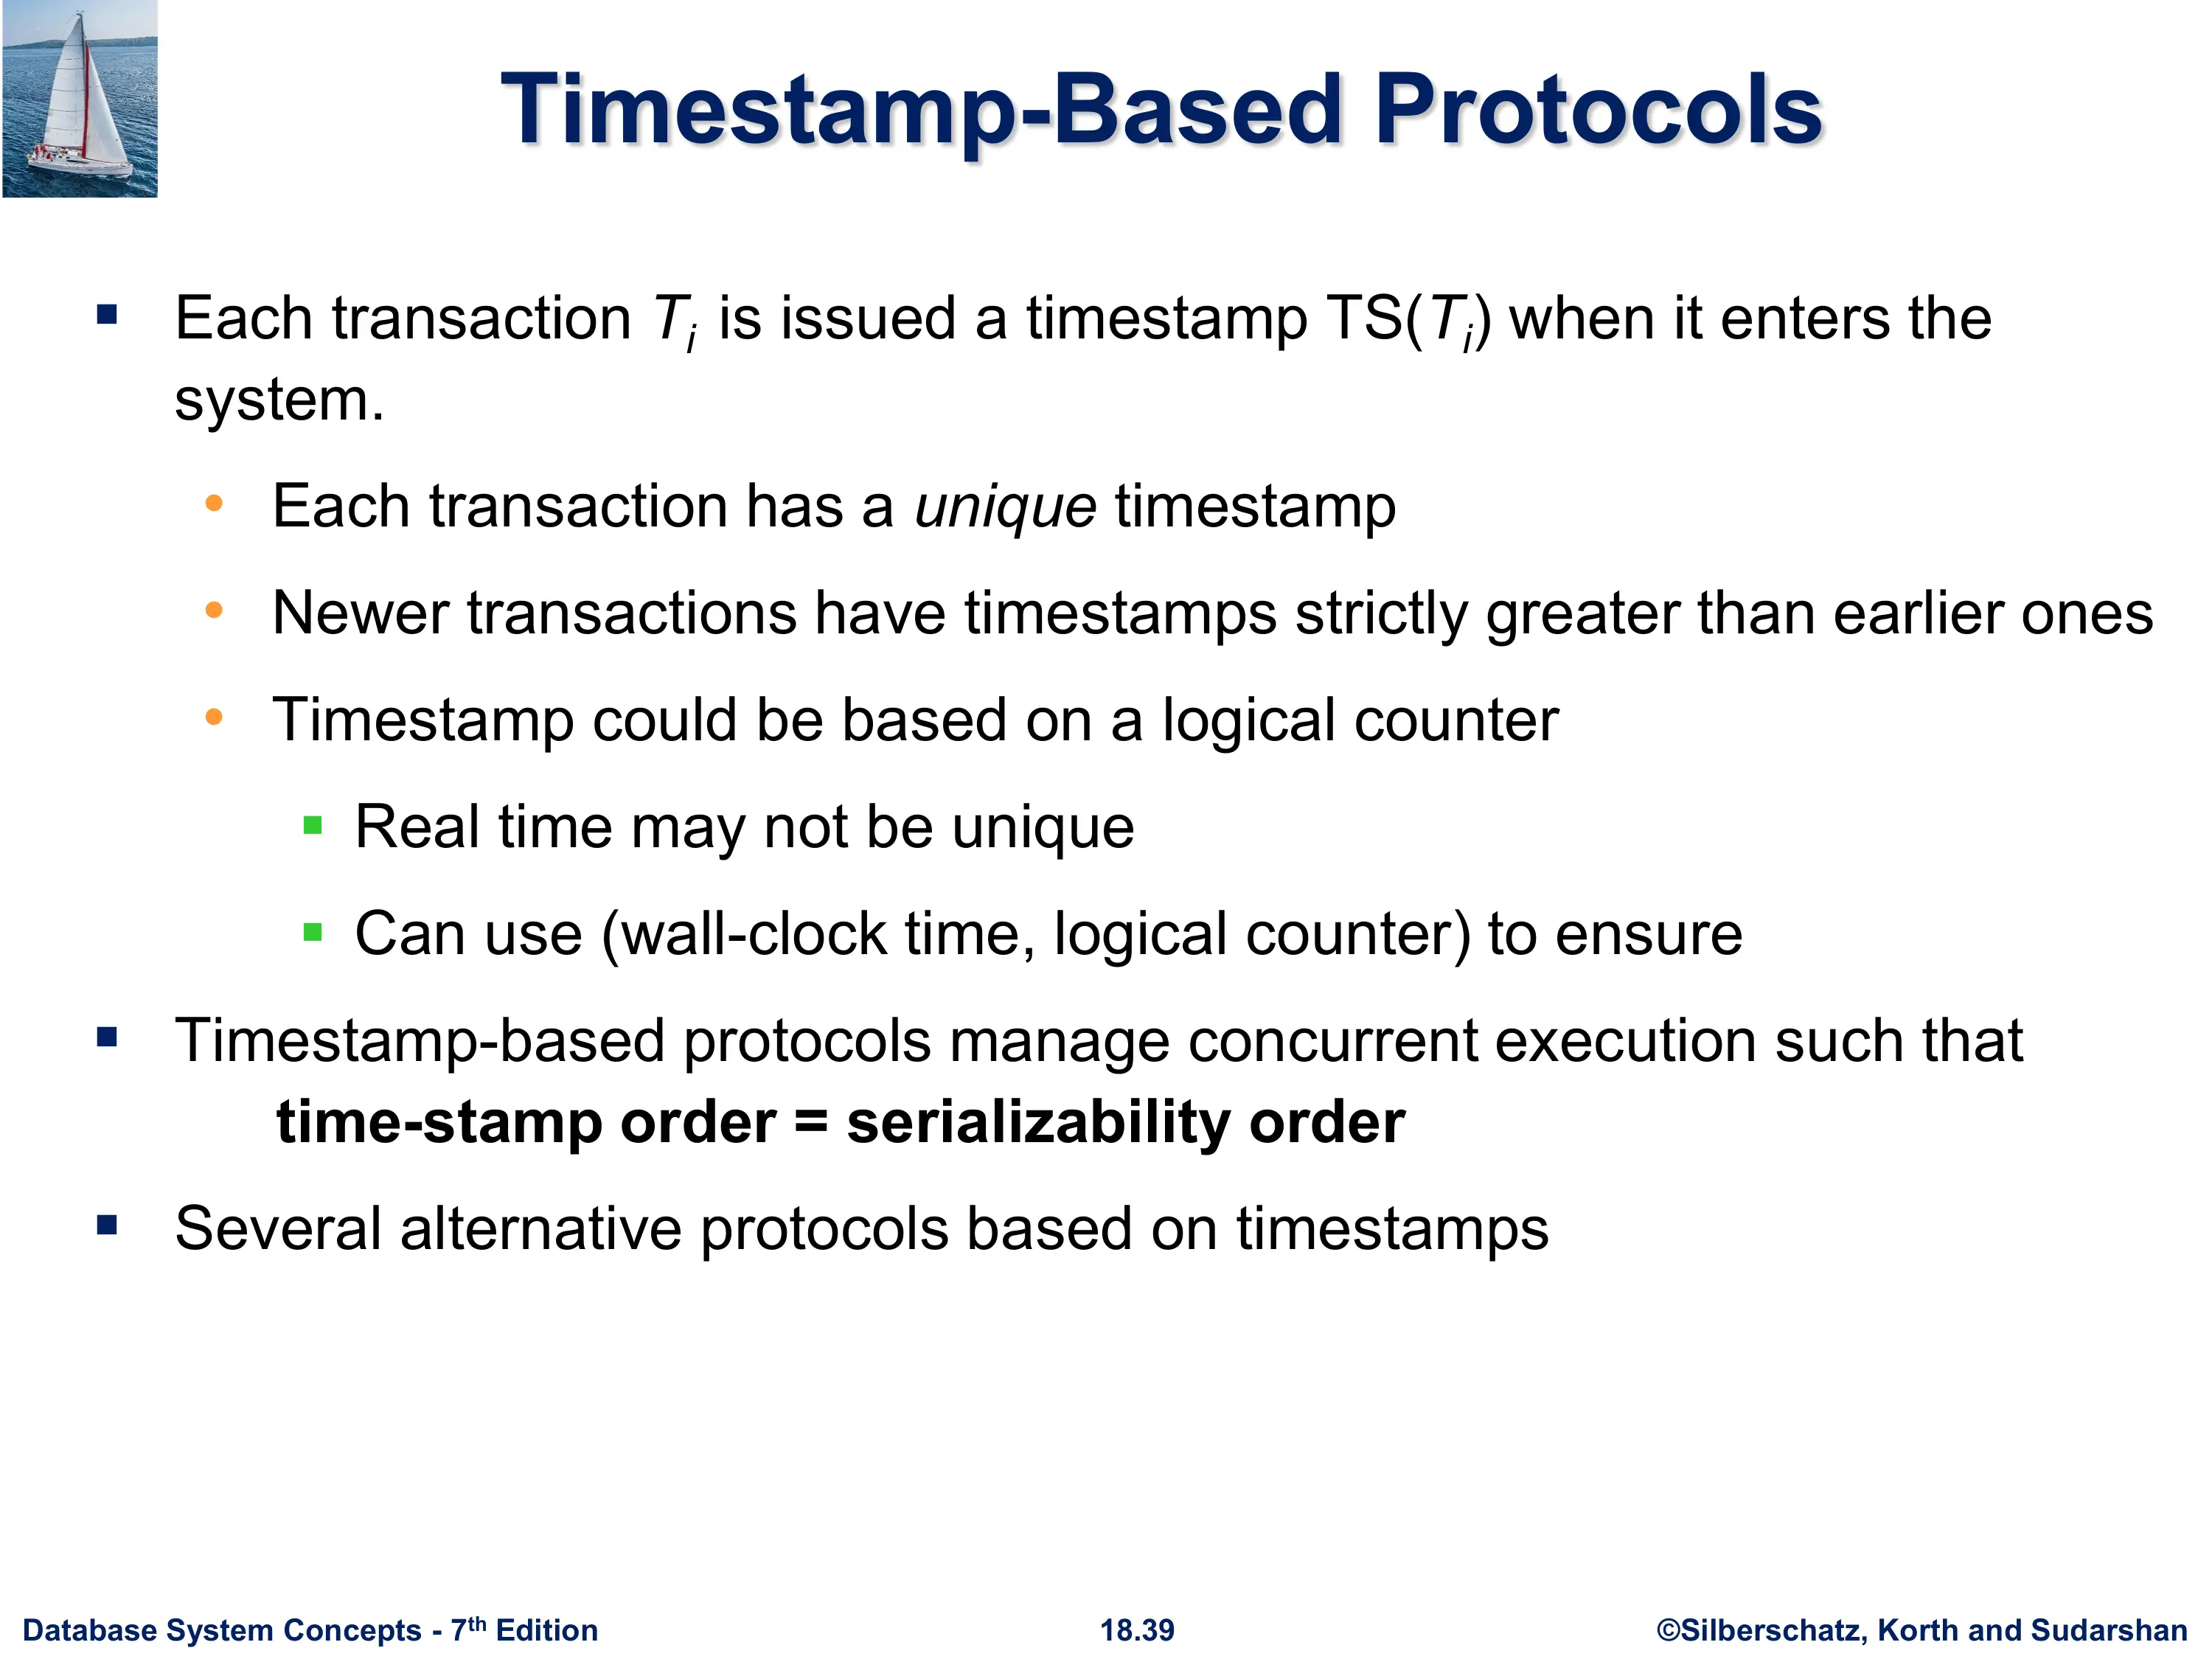 Timestamp-Based Protocols
▪ Each transaction Ti is issued a timestamp TS(Ti) when it enters the
system.
• Each transaction has a unique timestamp
• Newer transactions have timestamps strictly greater than earlier ones
• Timestamp could be based on a logical counter
▪ Real time may not be unique
▪ Can use (wall-clock time, logical counter) to ensure
▪ Timestamp-based protocols manage concurrent execution such that
time-stamp order = serializability order
▪ Several alternative protocols based on timestamps
Database System Concepts - 7th Edition 18.39 ©Silberschatz, Korth and Sudarshan